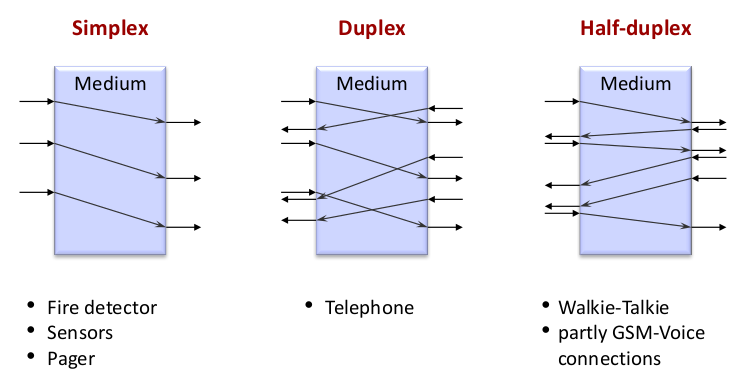 Simplex
Duplex
Half-duplex
Medium
Medium
Medium
• Fire detector
• Sensors
• Pager
• Telephone
• Walkie-Talkie
• partly GSM-Voice
connections